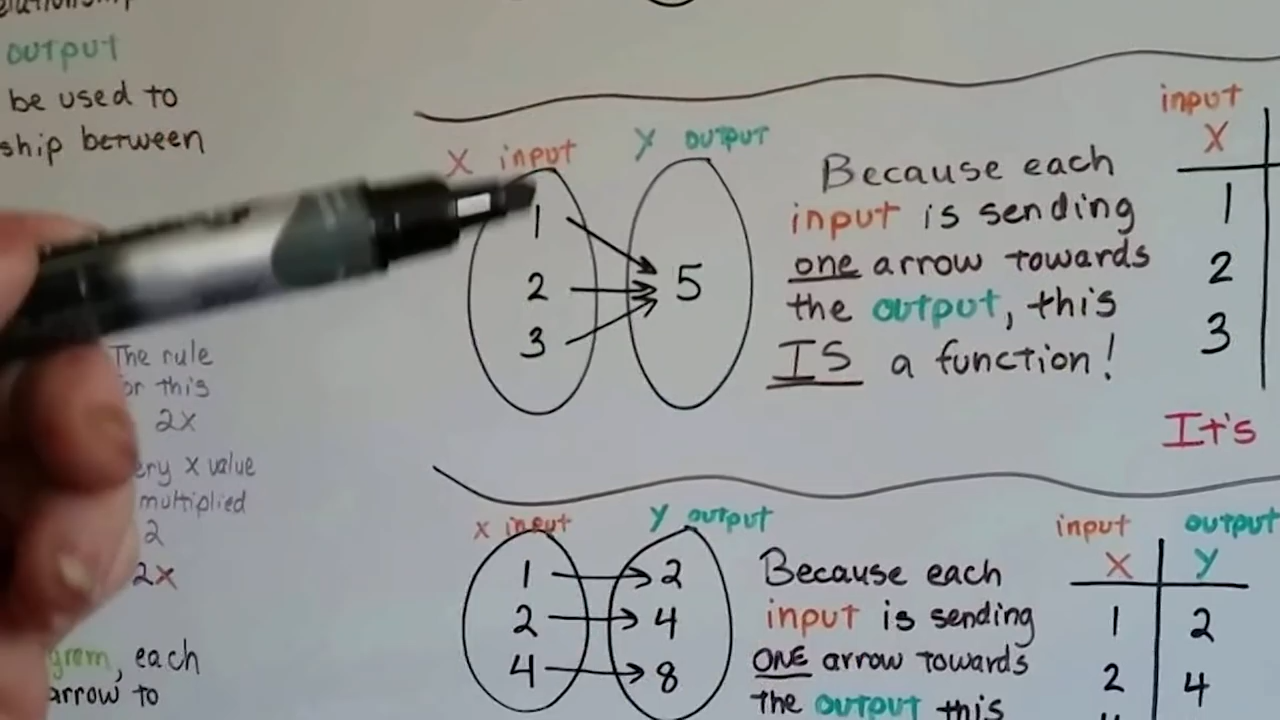 output
be used to
ship between
X input Y output
1
2 5
3
Because each
input is sending
one arrow towards
the output, this
IS a function!
input
X
1
2
3
It's
The rule
for this
2X
every x value
multiplied
2
2X
each
arrow to
x input y output
1 2
2 4
4 8
Because each
input is sending
ONE arrow towards
the output this
input output
X Y
1 2
2 4